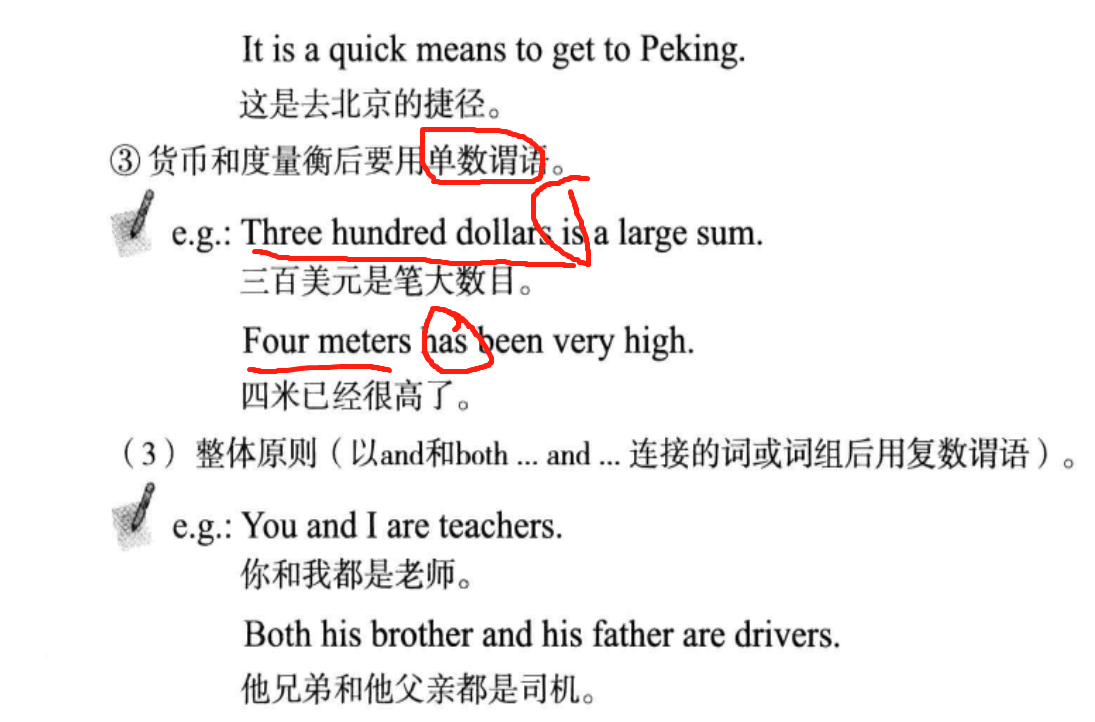 It is a quick means to get to Peking.
这是去北京的捷径。
③ 货币和度量衡后要用单数谓语。
e.g.: Three hundred dollars is a large sum.
三百美元是笔大数目。
Four meters has been very high.
四米已经很高了。
（3）整体原则（以and和both ... and ... 连接的词或词组后用复数谓语）。
e.g.: You and I are teachers.
你和我都是老师。
Both his brother and his father are drivers.
他兄弟和他父亲都是司机。